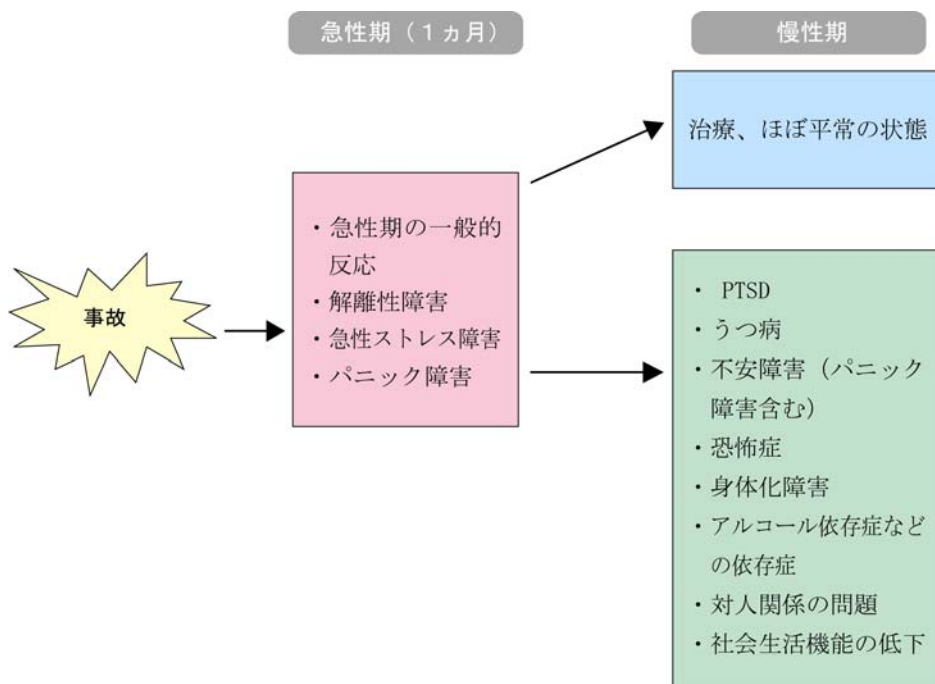 急性期（１ヵ月）
慢性期
治療、ほぼ平常の状態
事故
・急性期の一般的
反応
・解離性障害
・急性ストレス障害
・パニック障害
・ PTSD
・うつ病
・不安障害（パニック
障害含む）
・恐怖症
・身体化障害
・アルコール依存症など
の依存症
・対人関係の問題
・社会生活機能の低下